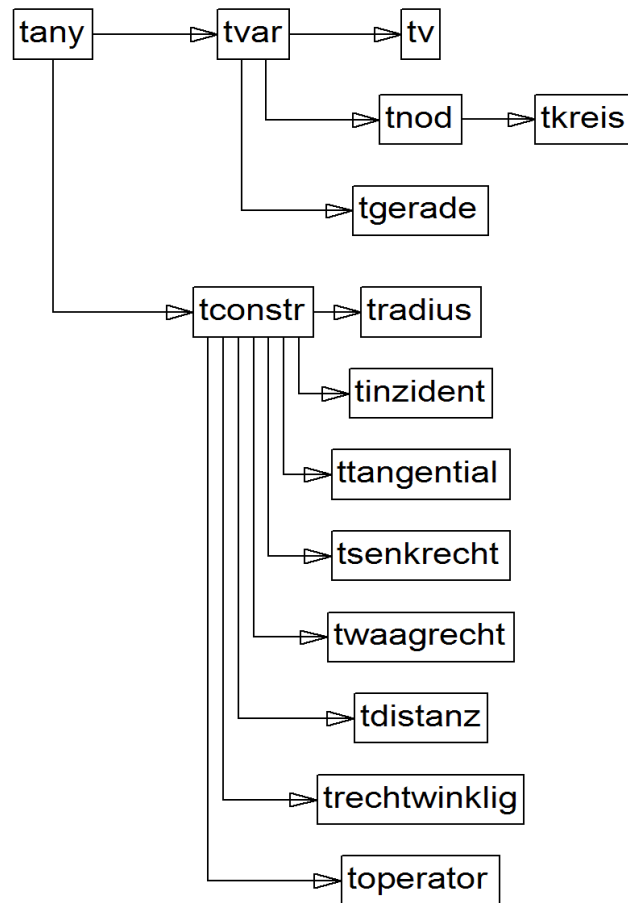 tany
tvar
tv
tnod
tkreis
tgerade
tconstr
tradius
tinzident
ttangential
tsenkrecht
twaagrecht
tdistanz
trechtwinklig
toperator